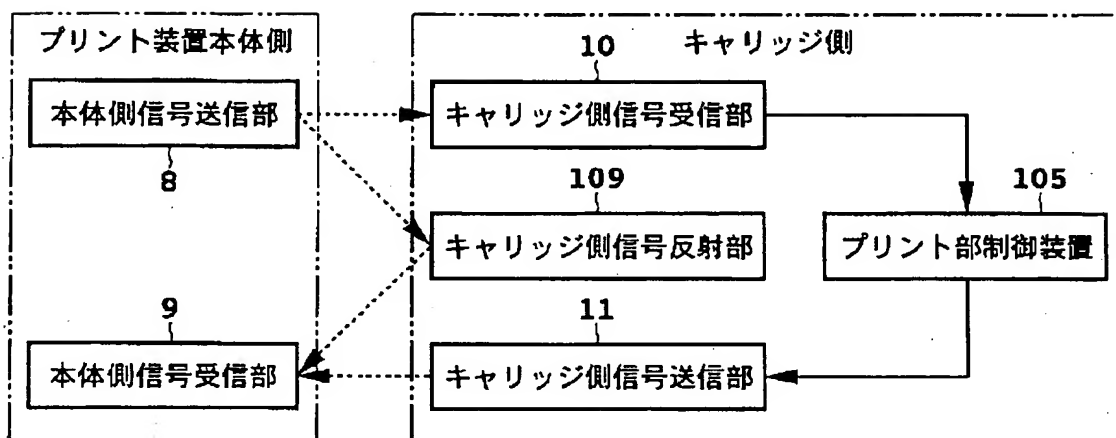 プリント装置本体側
キャリッジ側
10
本体側信号送信部
キャリッジ側信号受信部
8
109
105
キャリッジ側信号反射部
プリント部制御装置
9
11
本体側信号受信部
キャリッジ側信号送信部